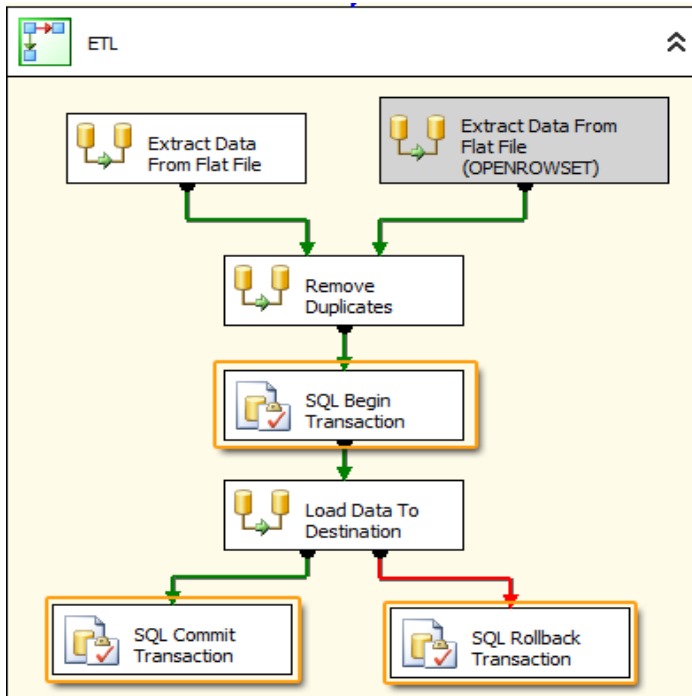 ETL
Extract Data
From Flat File
Extract Data From
Flat File
(OPENROWSET)
Remove
Duplicates
SQL Begin
Transaction
Load Data To
Destination
SQL Commit
Transaction
SQL Rollback
Transaction